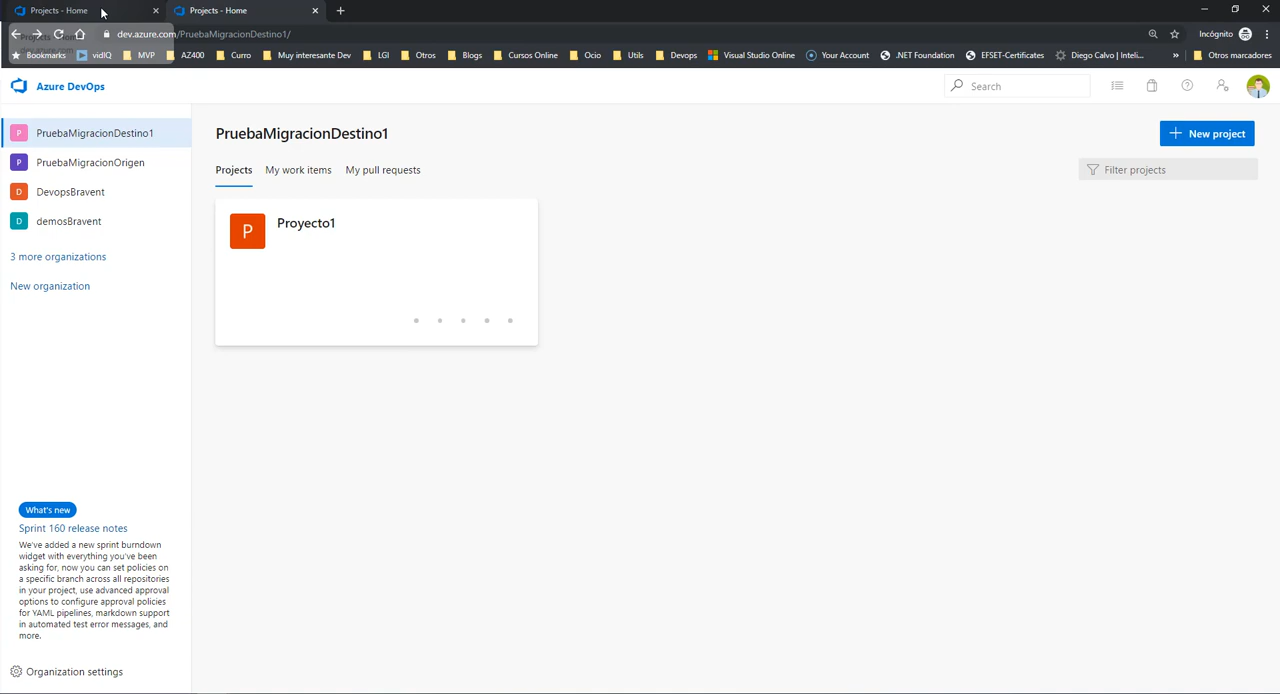 Projects - Home
Projects - Home
dev.azure.com/PruebaMigracionDestino1/
Incógnito
Bookmarks vidIQ MVP AZ400 Curro Muy interesante Dev LGI Otros Blogs Cursos Online Ocio Utils Devops Visual Studio Online Your Account .NET Foundation EFSET-Certificates Diego Calvo | Inteli... » Otros marcadores
Azure DevOps
Search
P PruebaMigracionDestino1
P PruebaMigracionOrigen
D DevopsBravent
D demosBravent
3 more organizations
New organization
PruebaMigracionDestino1
New project
Projects My work items My pull requests
Filter projects
P Proyecto1
What's new
Sprint 160 release notes
We've added a new sprint burndown
widget with everything you've been
asking for, now you can set policies on
a specific branch across all repositories
in your project, use advanced approval
options to configure approval policies
for YAML pipelines, markdown support
in automated test error messages, and
more.
Organization settings